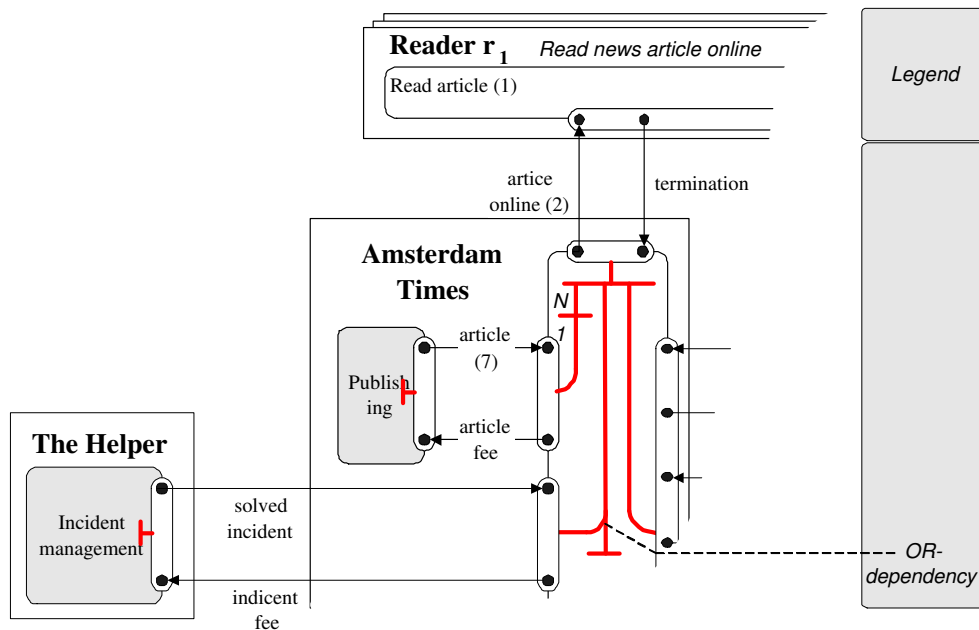 Reader r 1
Read news article online
Legend
Read article (1)
artice
online (2)
termination
Amsterdam
Times
N
1
article
(7)
Publish
ing
article
fee
The Helper
Incident
management
solved
incident
indicent
fee
OR-
dependency